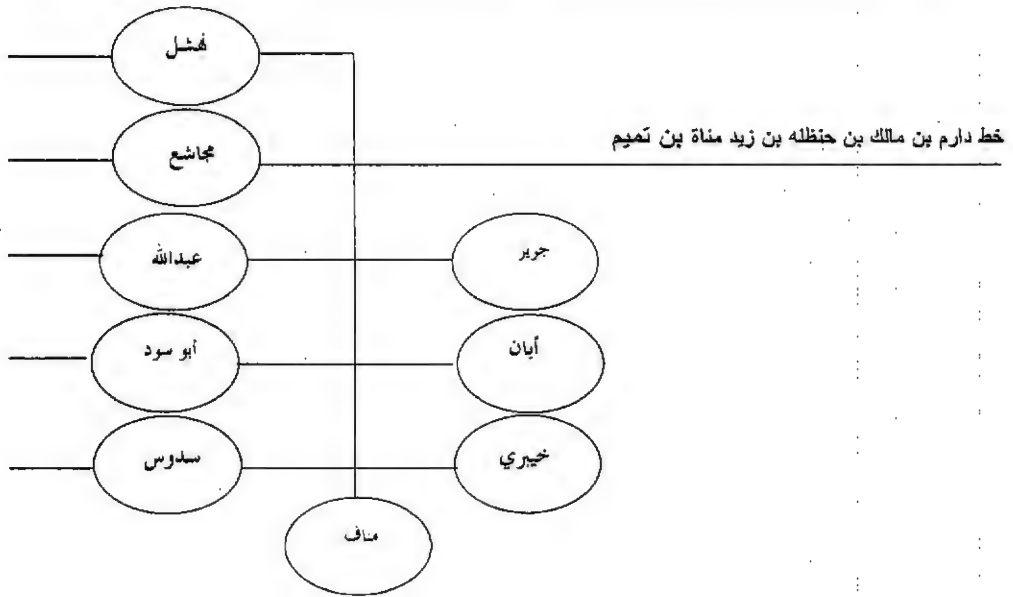 نهشل
خط دارم بن مالك بن حنظله بن زيد مناة بن تميم
مجاشع
جرير
عبدالله
أبان
أبو سود
خيبري
سدوس
مناف